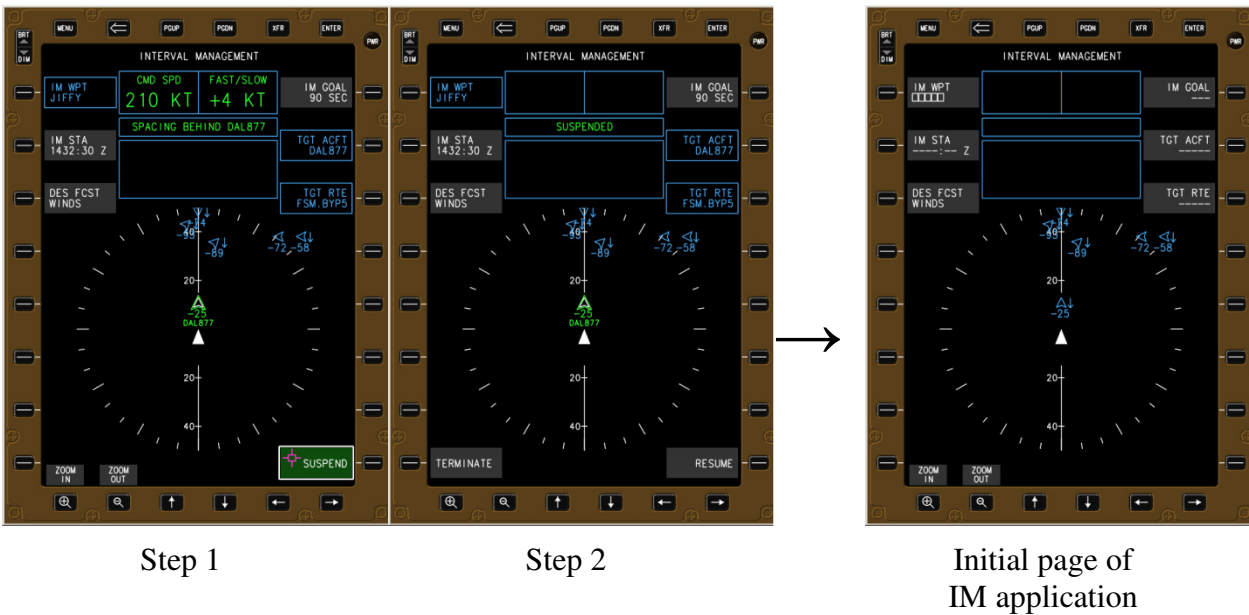 BRT
DIM
MENU
PGUP
PGDN
XFR
ENTER
PWR
INTERVAL MANAGEMENT
IM WPT
JIFFY
CMD SPD
210 KT
FAST/SLOW
+4 KT
IM GOAL
90 SEC
SPACING BEHIND DAL877
IM STA
1432:30 Z
TGT ACFT
DAL877
DES FCST
WINDS
TGT RTE
FSM.BYP5
40
-89
-72
-58
20
-25
DAL877
20
40
SUSPEND
ZOOM
IN
ZOOM
OUT
BRT
DIM
MENU
PGUP
PGDN
XFR
ENTER
PWR
INTERVAL MANAGEMENT
IM WPT
JIFFY
IM GOAL
90 SEC
SUSPENDED
IM STA
1432:30 Z
TGT ACFT
DAL877
DES FCST
WINDS
TGT RTE
FSM.BYP5
40
-89
-72
-58
20
-25
DAL877
20
40
TERMINATE
RESUME
BRT
DIM
MENU
PGUP
PGDN
XFR
ENTER
PWR
INTERVAL MANAGEMENT
IM WPT
□□□□□
IM GOAL
---
IM STA
----:-- Z
TGT ACFT
-----
DES FCST
WINDS
TGT RTE
-----
40
-89
-72
-58
20
-25
20
40
ZOOM
IN
ZOOM
OUT
Step 1
Step 2
Initial page of
IM application